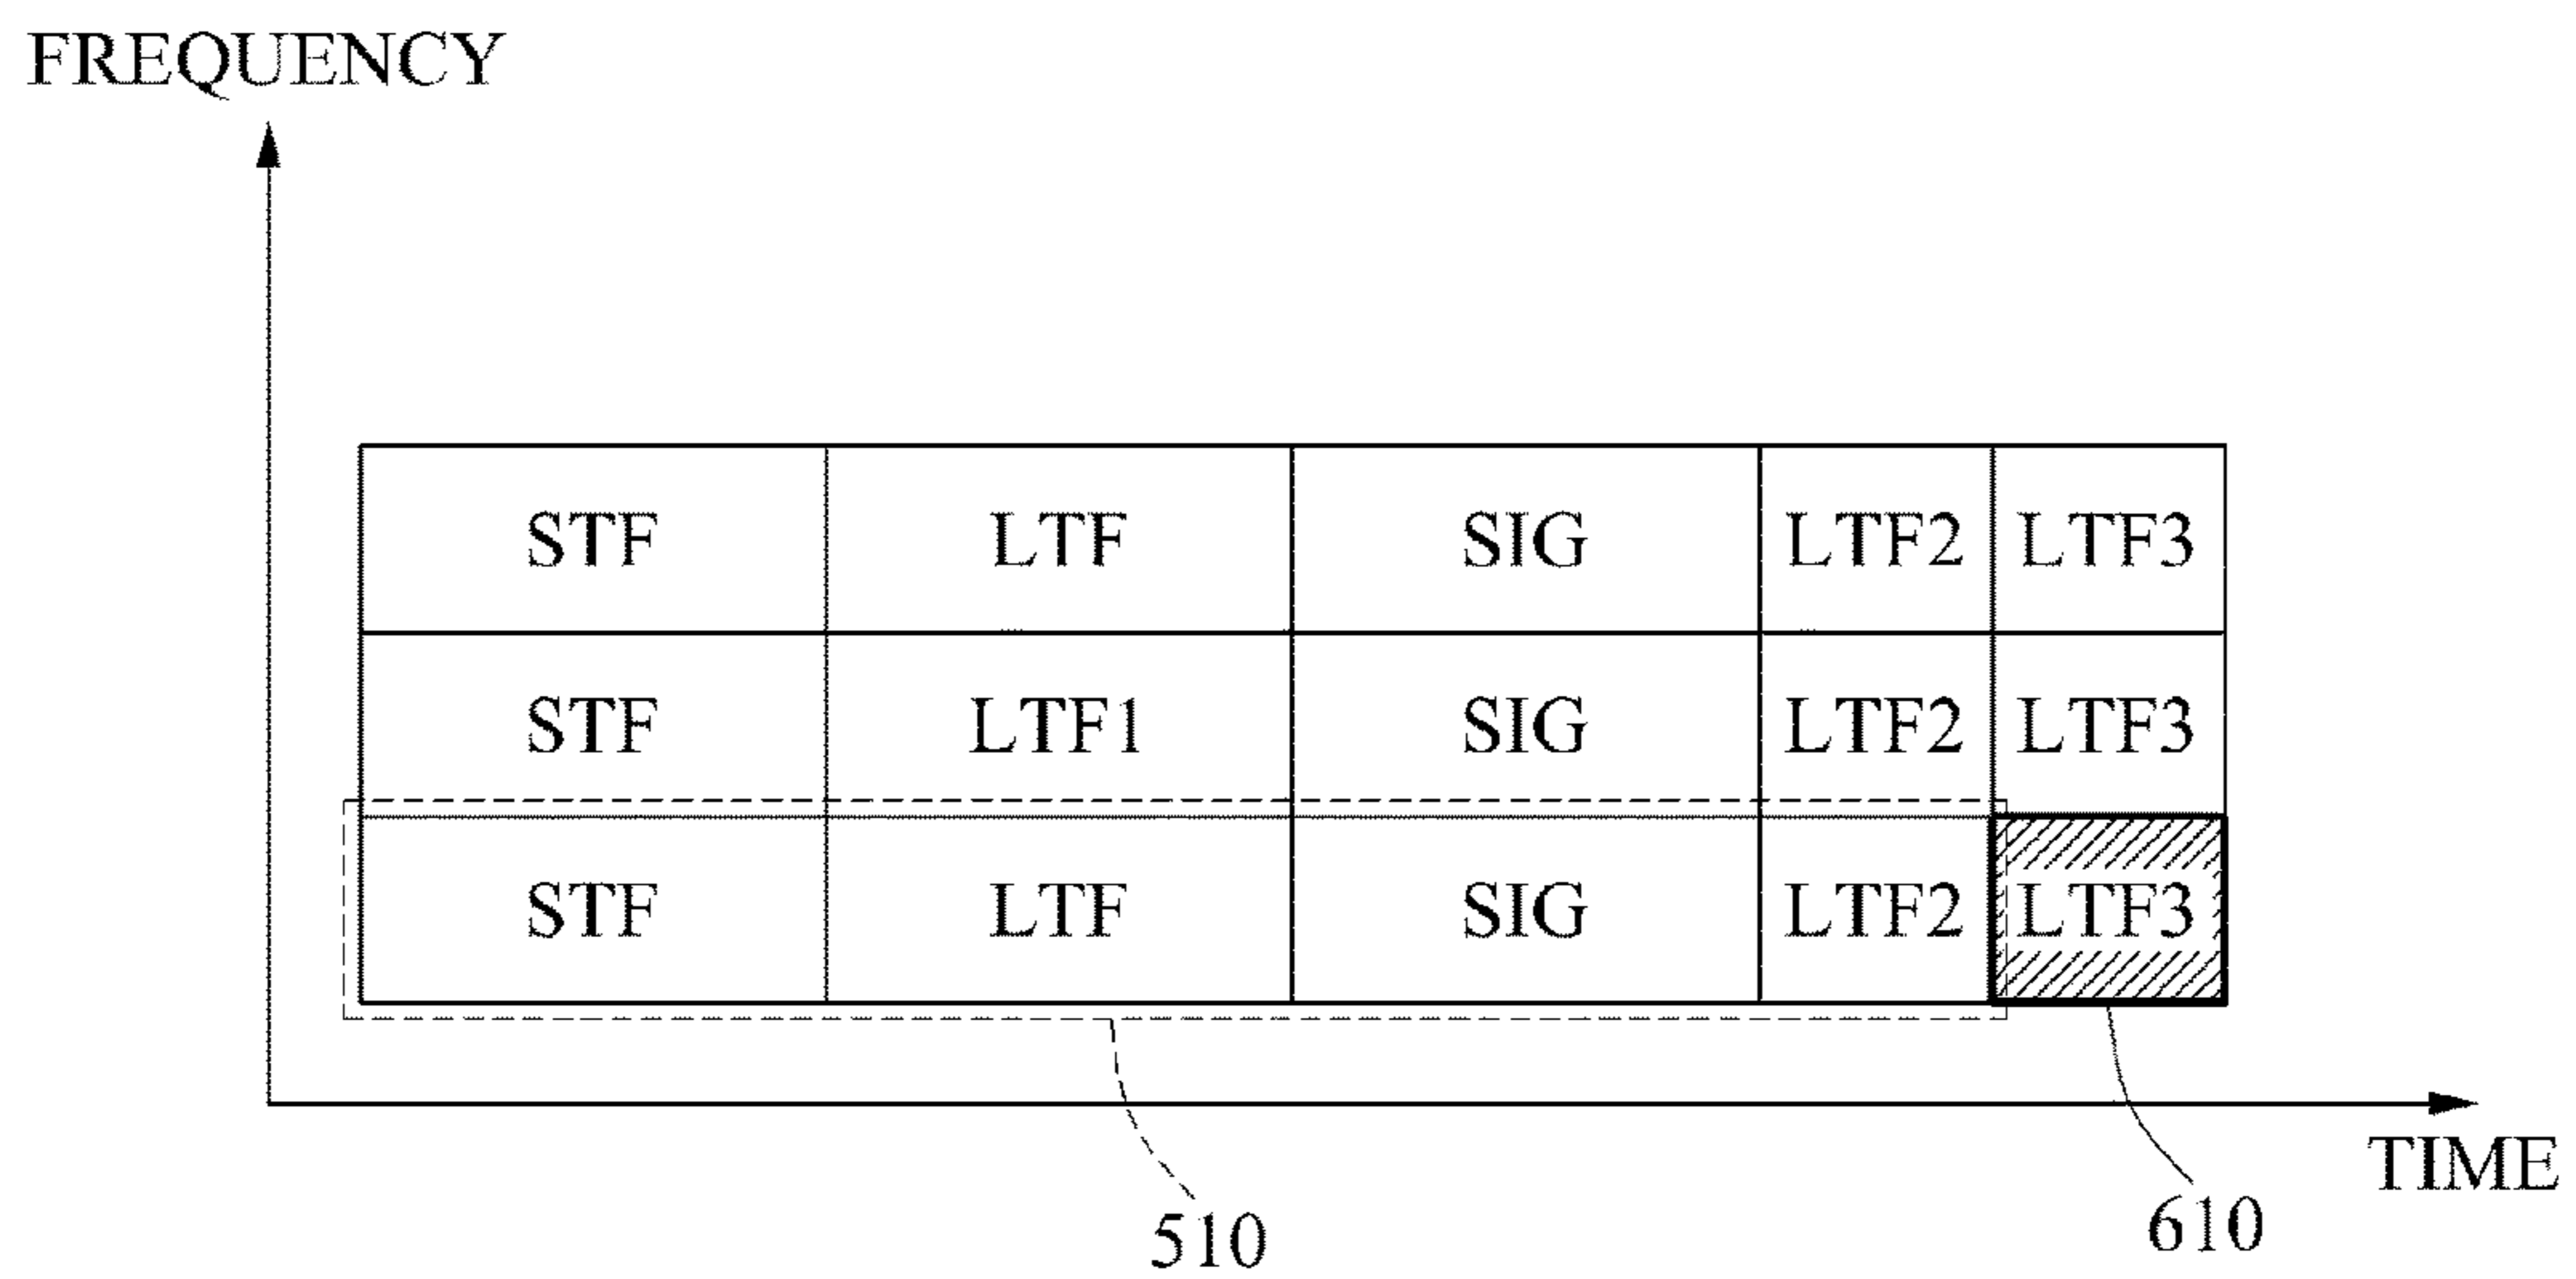 FREQUENCY
STF LTF SIG LTF2 LTF3
STF LTF1 SIG LTF2 LTF3
STF LTF SIG LTF2 LTF3
TIME
510 610